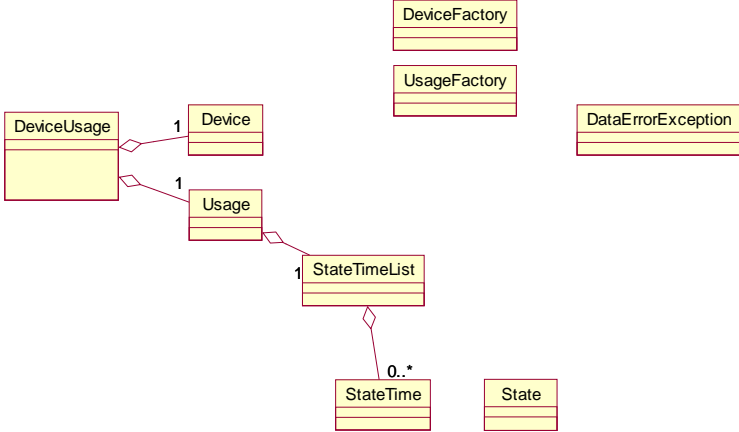 DeviceFactory
UsageFactory
DeviceUsage
1
Device
DataErrorException
1
Usage
1
StateTimeList
0..*
StateTime
State